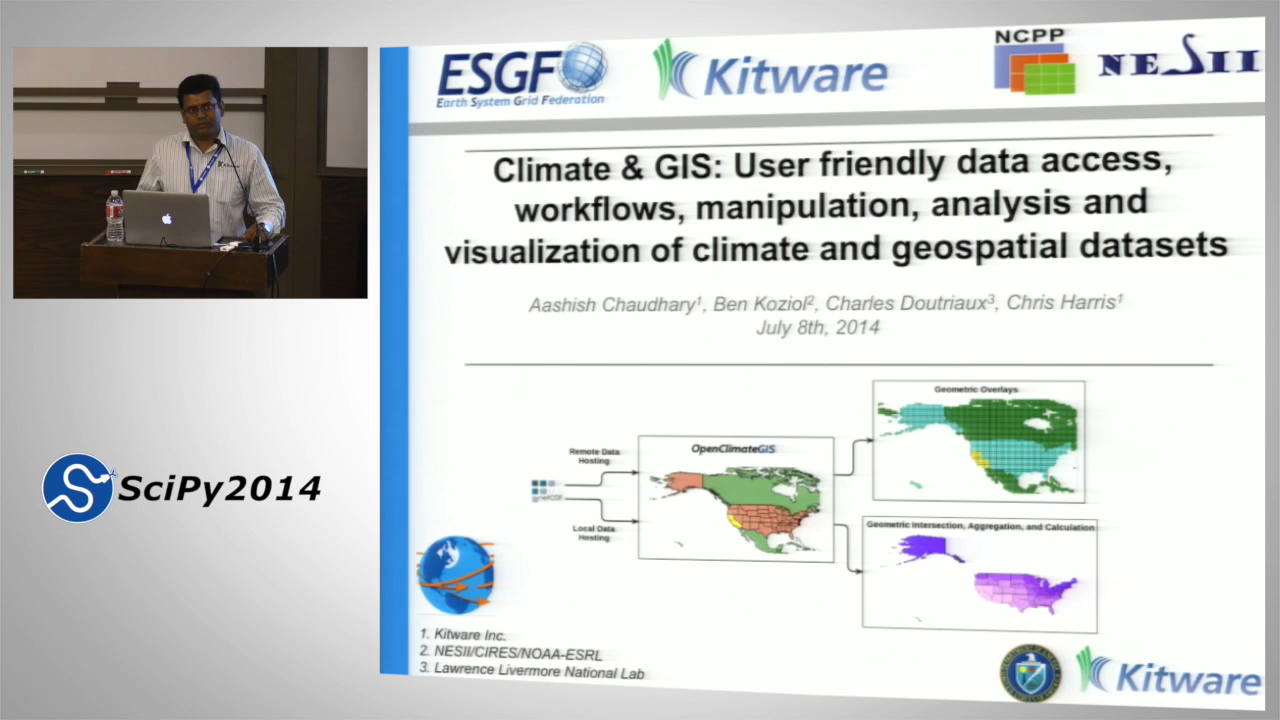 ESGF
Earth System Grid Federation
Kitware
NCPP
NESII
Climate & GIS: User friendly data access,
workflows, manipulation, analysis and
visualization of climate and geospatial datasets
Aashish Chaudhary¹, Ben Koziol², Charles Doutriaux³, Chris Harris¹
July 8th, 2014
Geometric Overlays
Remote Data
Hosting
OpenClimateGIS
netCDF
Local Data
Hosting
Geometric Intersection, Aggregation, and Calculation
SciPy2014
1. Kitware Inc.
2. NESII/CIRES/NOAA-ESRL
3. Lawrence Livermore National Lab
Kitware